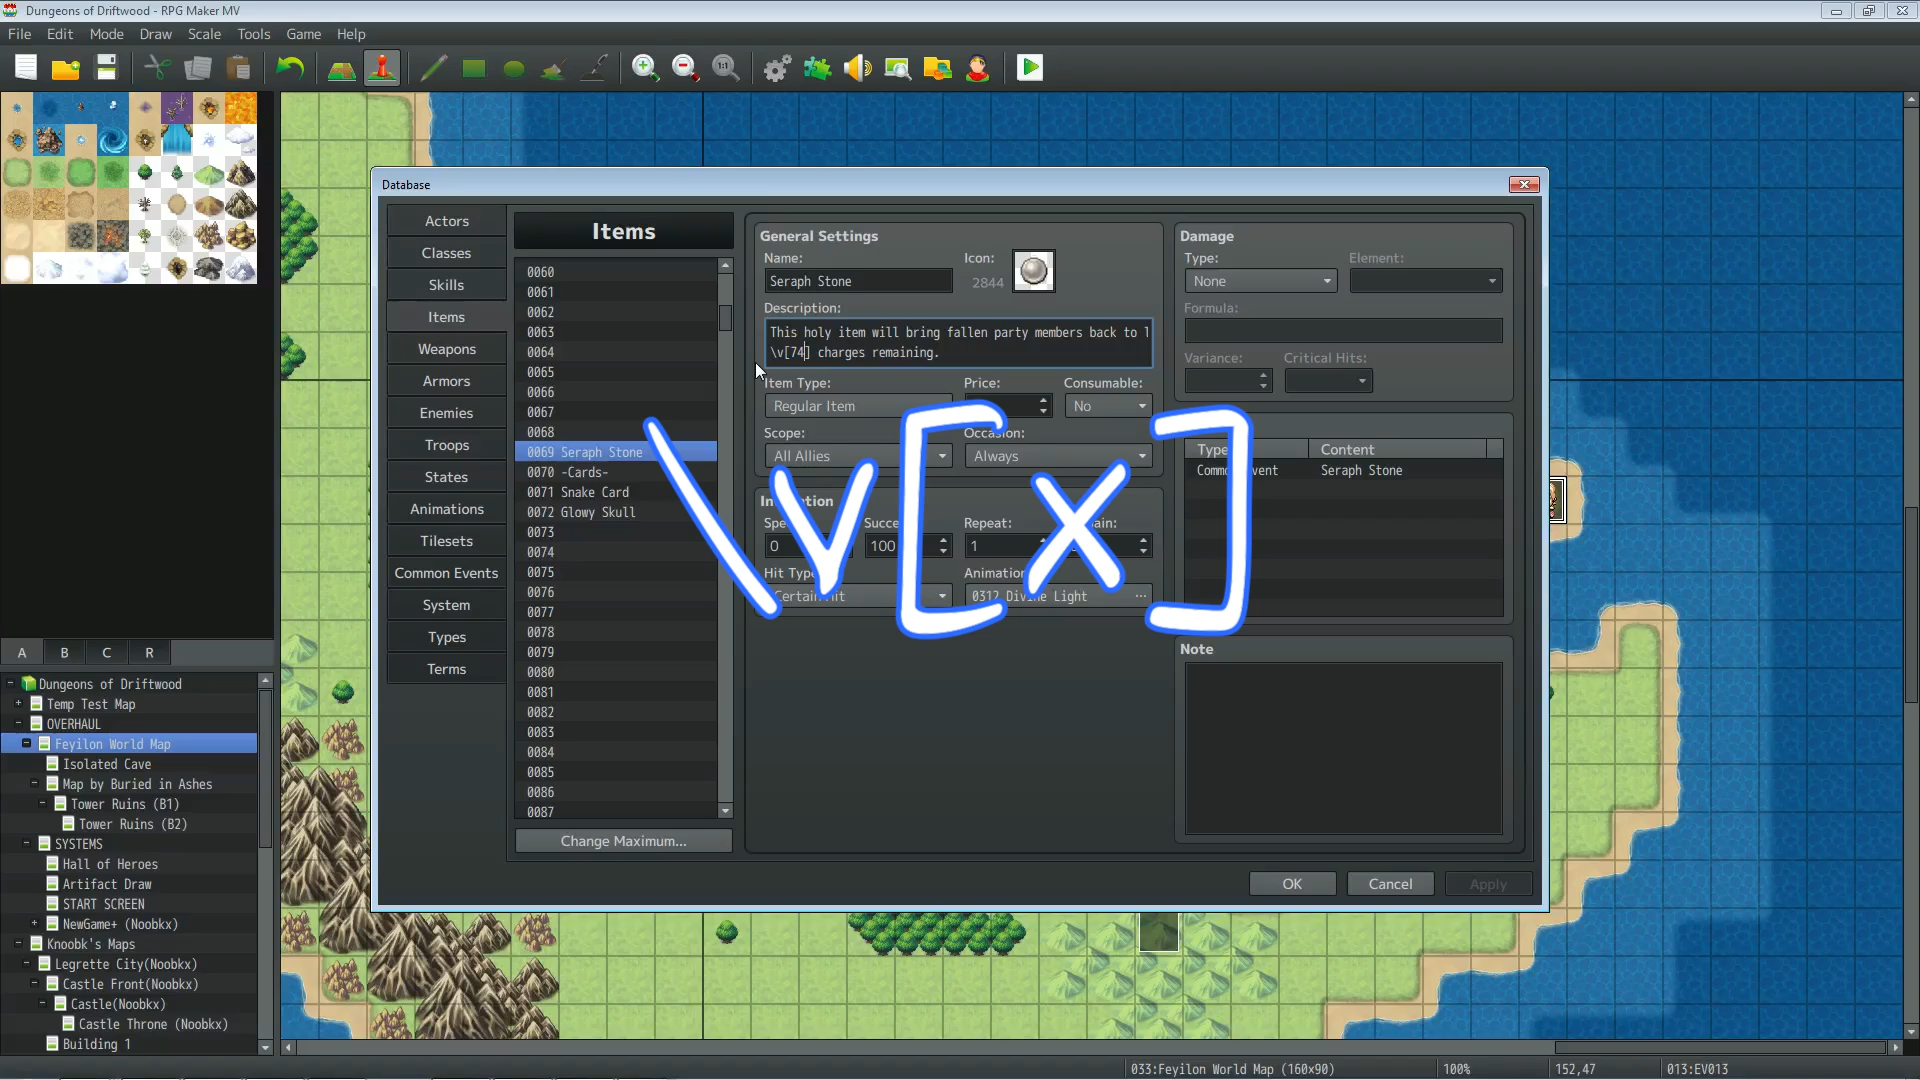 Dungeons of Driftwood - RPG Maker MV
File Edit Mode Draw Scale Tools Game Help
1:1
Database
Actors
Classes
Skills
Items
Weapons
Armors
Enemies
Troops
States
Animations
Tilesets
Common Events
System
Types
Terms
Items
0060
0061
0062
0063
0064
0065
0066
0067
0068
0069 Seraph Stone
0070 -Cards-
0071 Snake Card
0072 Glowy Skull
0073
0074
0075
0076
0077
0078
0079
0080
0081
0082
0083
0084
0085
0086
0087
Change Maximum...
General Settings
Name:
Icon:
Seraph Stone
2844
Description:
This holy item will bring fallen party members back to l
\v[74] charges remaining.
Item Type:
Price:
Consumable:
Regular Item
No
Scope:
Occasion:
All Allies
Always
Repeat:
0
100
1
Certain Hit
0312 Divine Light ...
\v[x]
Damage
Type:
Element:
None
Formula:
Variance:
Critical Hits:
Type
Content
Common Event
Seraph Stone
Note
OK
Cancel
Apply
A B C R
Dungeons of Driftwood
Temp Test Map
OVERHAUL
Feyilon World Map
Isolated Cave
Map by Buried in Ashes
Tower Ruins (B1)
Tower Ruins (B2)
SYSTEMS
Hall of Heroes
Artifact Draw
START SCREEN
NewGame+ (Noobkx)
Knoobk's Maps
Legrette City(Noobkx)
Castle Front(Noobkx)
Castle(Noobkx)
Castle Throne (Noobkx)
Building 1
033:Feyilon World Map (160×90)
100%
152,47
013:EV013